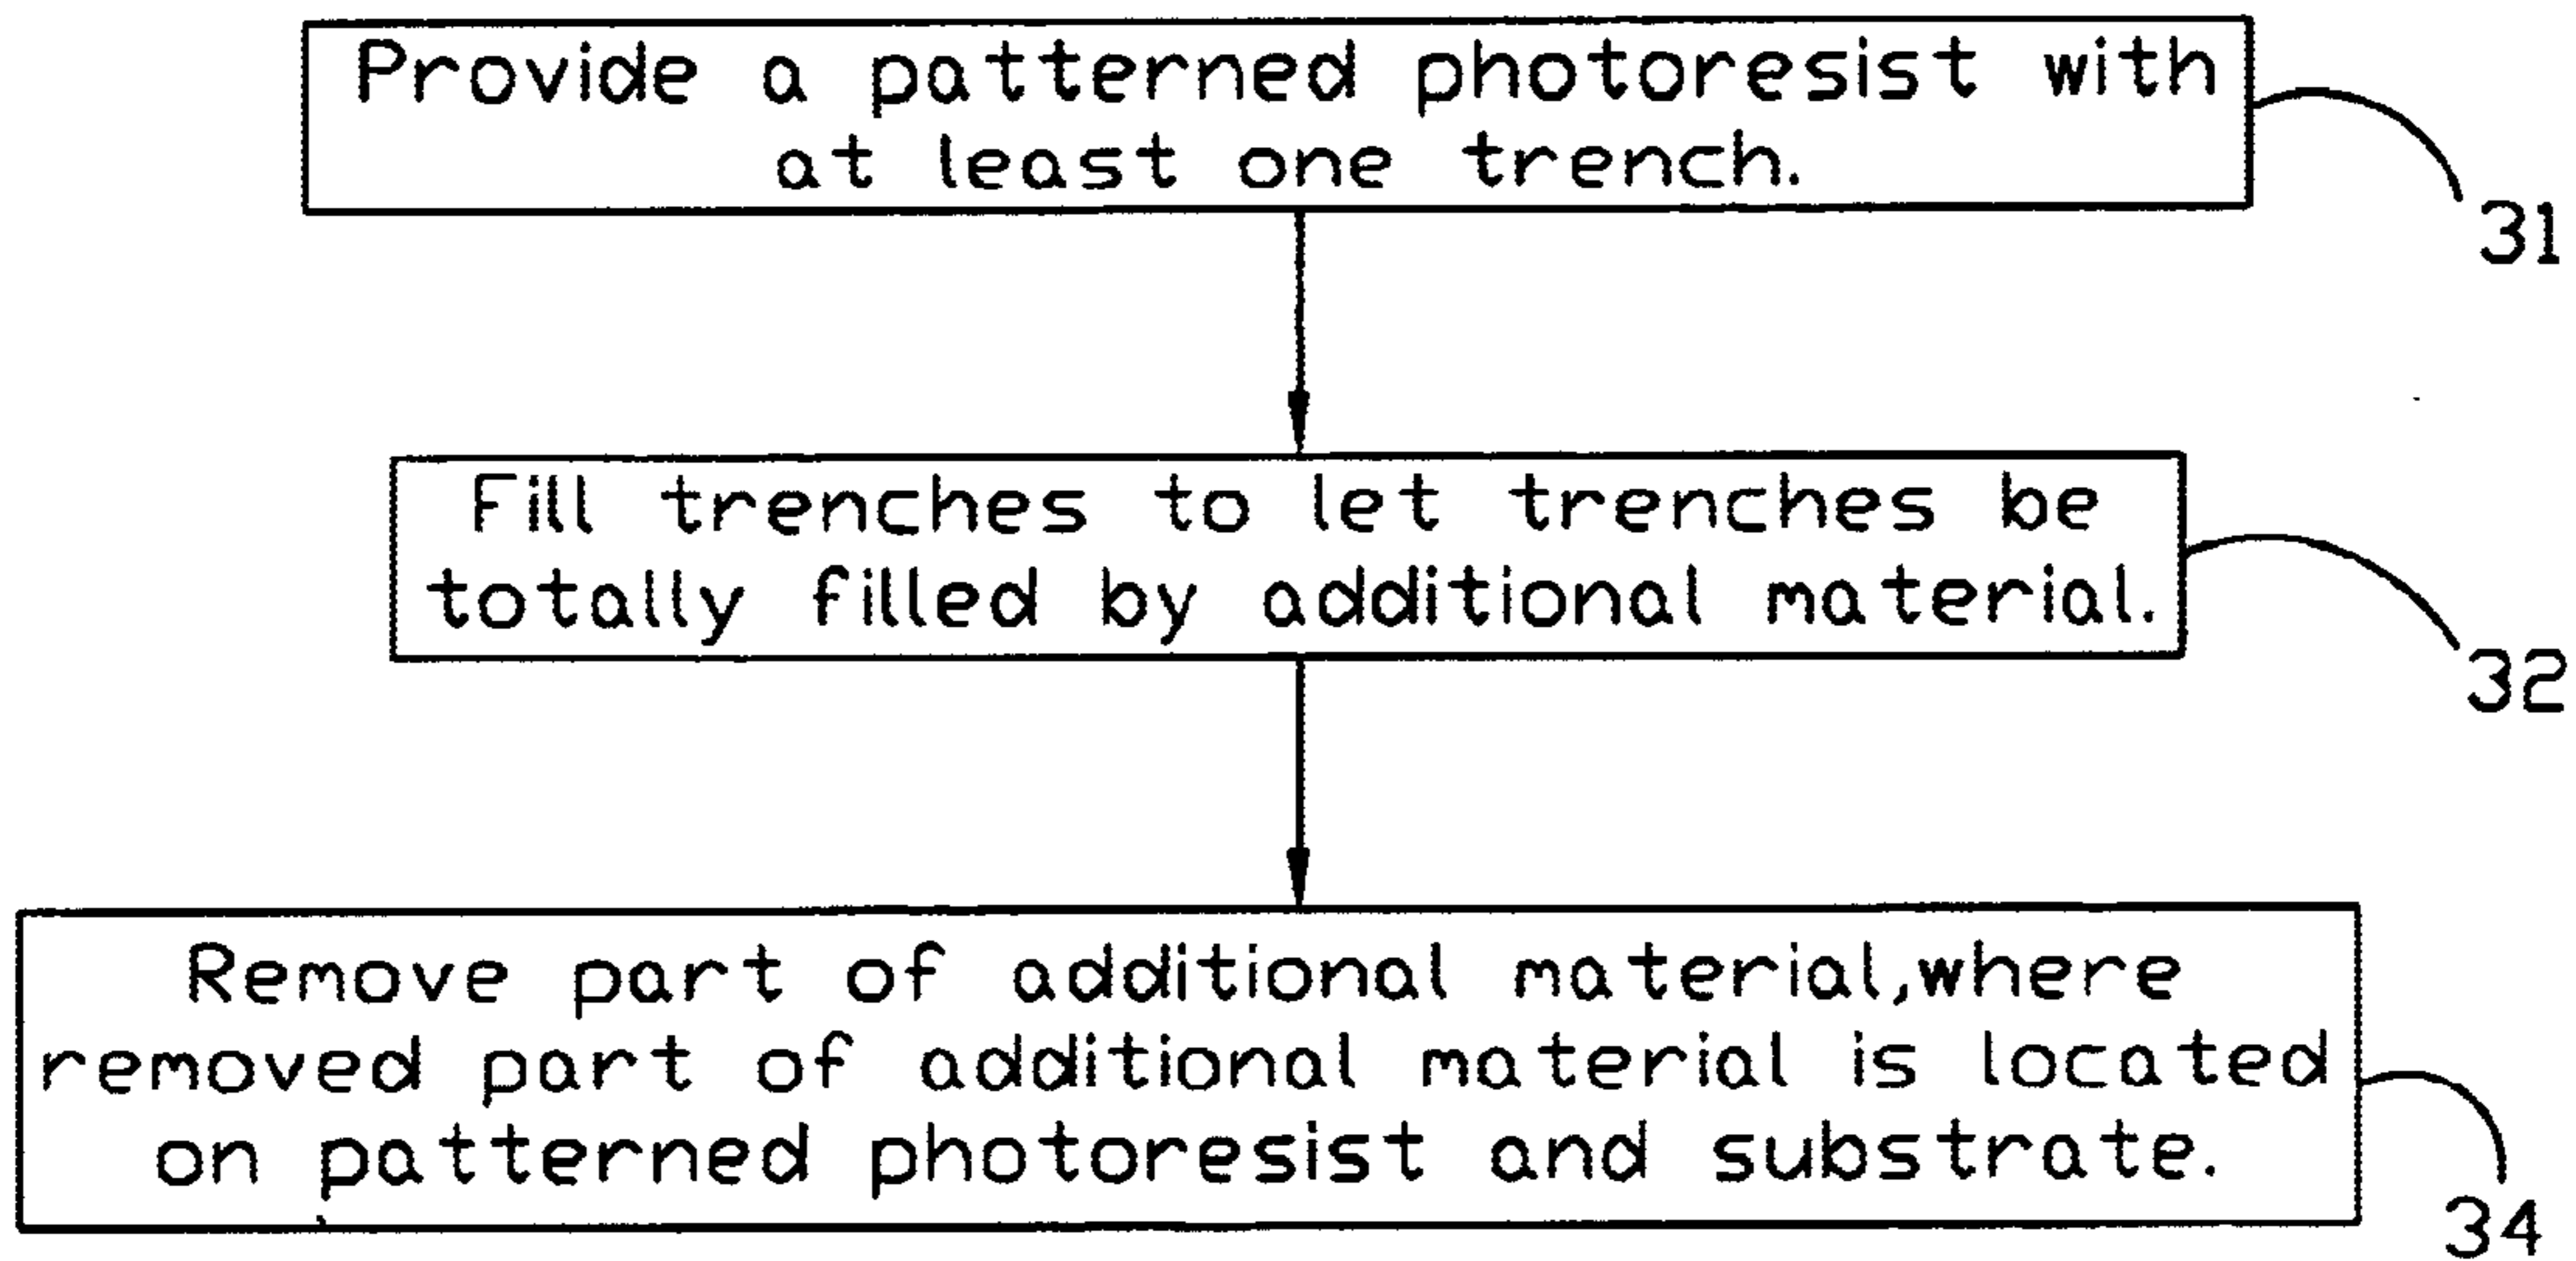 Provide a patterned photoresist with
at least one trench.
31
Fill trenches to let trenches be
totally filled by additional material.
32
Remove part of additional material,where
removed part of additional material is located
on patterned photoresist and substrate.
34